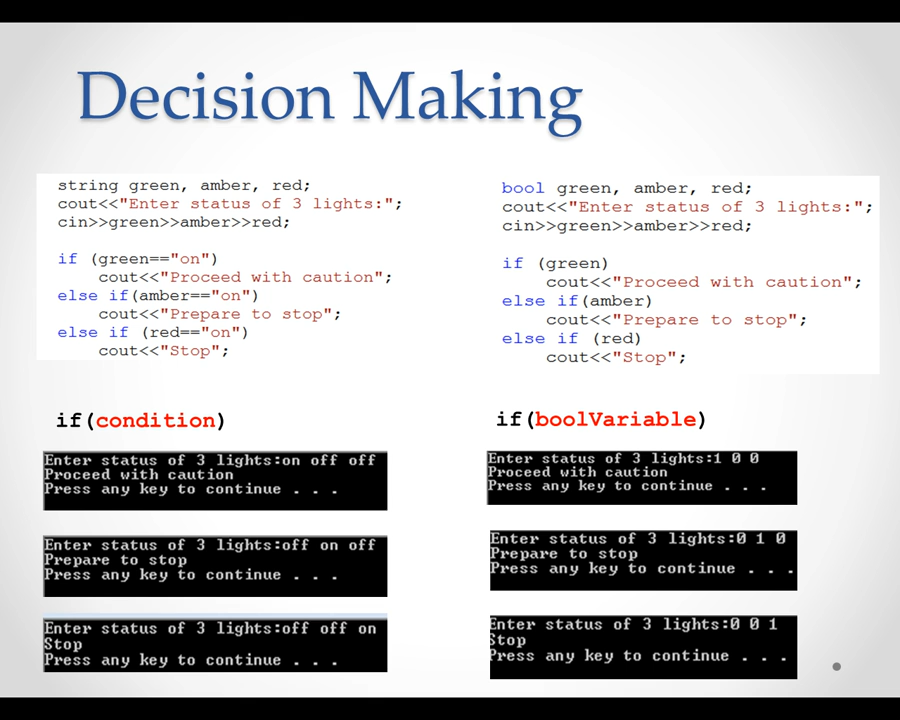 Decision Making
string green, amber, red;
cout<<"Enter status of 3 lights:";
cin>>green>>amber>>red;
if (green=="on")
cout<<"Proceed with caution";
else if(amber=="on")
cout<<"Prepare to stop";
else if (red=="on")
cout<<"Stop";
if(condition)
Enter status of 3 lights:on off off
Proceed with caution
Press any key to continue . . .
Enter status of 3 lights:off on off
Prepare to stop
Press any key to continue . . .
Enter status of 3 lights:off off on
Stop
Press any key to continue . . .
bool green, amber, red;
cout<<"Enter status of 3 lights:";
cin>>green>>amber>>red;
if (green)
cout<<"Proceed with caution";
else if(amber)
cout<<"Prepare to stop";
else if (red)
cout<<"Stop";
if(boolVariable)
Enter status of 3 lights:1 0 0
Proceed with caution
Press any key to continue . . .
Enter status of 3 lights:0 1 0
Prepare to stop
Press any key to continue . . .
Enter status of 3 lights:0 0 1
Stop
Press any key to continue . . .